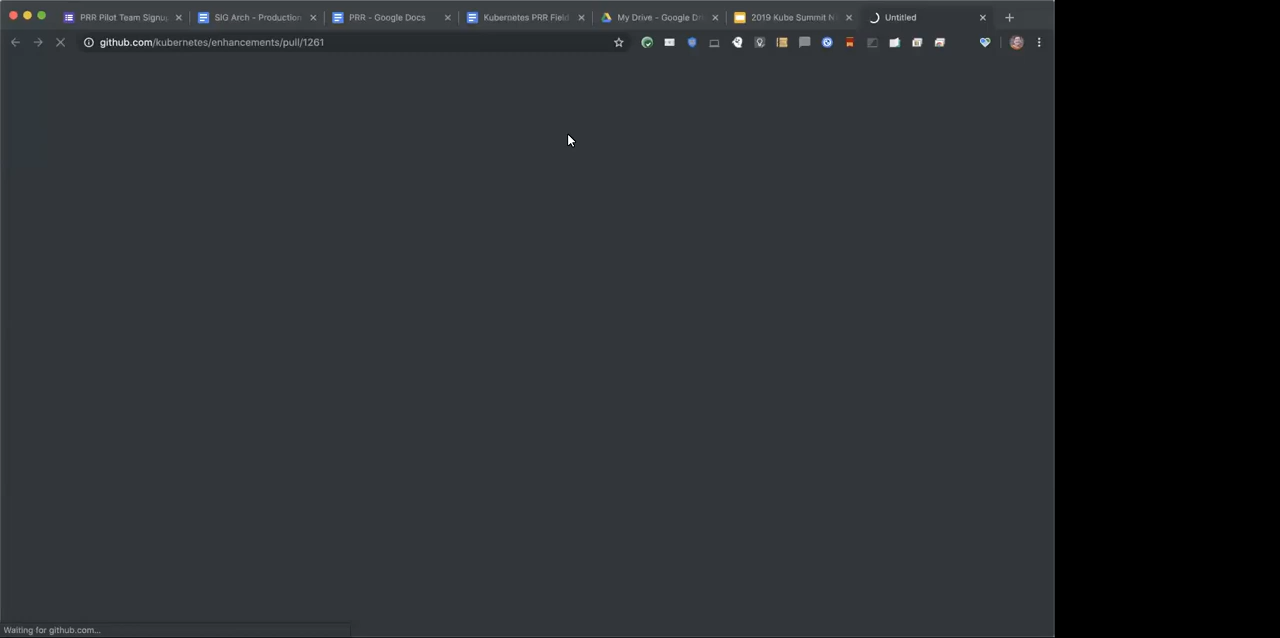 PRR Pilot Team Signup
SIG Arch - Production
PRR - Google Docs
Kubernetes PRR Field
My Drive - Google Dr
2019 Kube Summit N
Untitled
github.com/kubernetes/enhancements/pull/1261
Waiting for github.com...